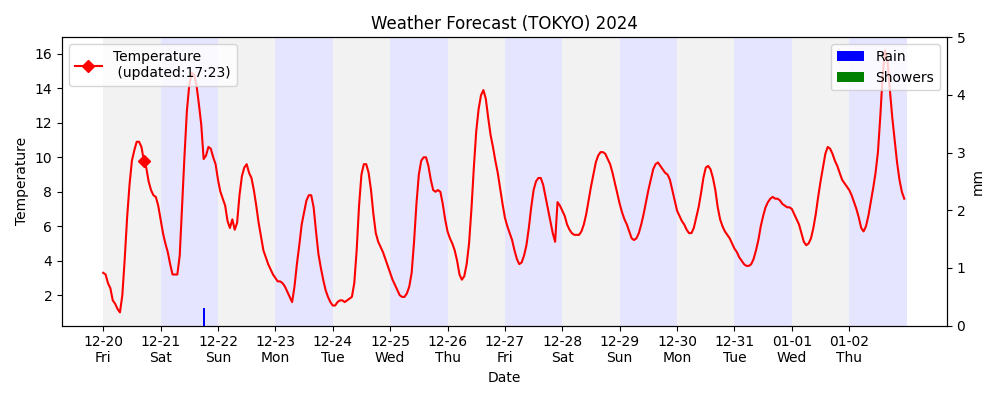 Weather Forecast (TOKYO) 2024
Temperature
(updated:17:23)
Rain
Showers
Temperature
16
14
12
10
8
6
4
2
5
4
3
2
1
0
mm
12-20 12-21 12-22 12-23 12-24 12-25 12-26 12-27 12-28 12-29 12-30 12-31 01-01 01-02
Fri Sat Sun Mon Tue Wed Thu Fri Sat Sun Mon Tue Wed Thu
Date